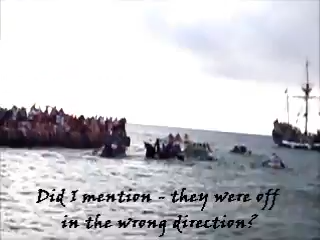 Did I mention - they were off
in the wrong direction?